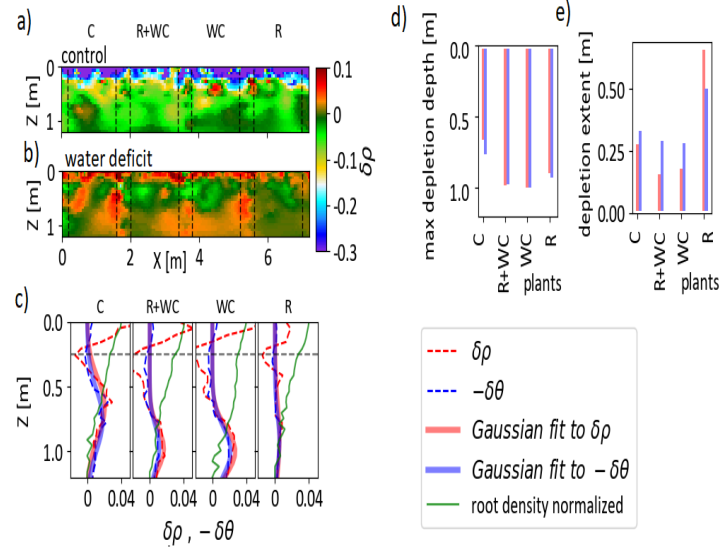 a)
C R+WC WC R
control
0
1
Z [m]
b)
water deficit
0
1
Z [m]
0 2 4 6
X [m]
0.1
0
-0.1
-0.2
-0.3
δρ
c)
C R+WC WC R
0.0
0.5
1.0
Z [m]
0 0.04 0 0.04 0 0.04 0 0.04
δρ , −δθ
d)
max depletion depth [m]
0.0
0.5
1.0
C R+WC WC R
plants
e)
depletion extent [m]
0.50
0.25
0.00
C R+WC WC R
plants
δρ
−δθ
Gaussian fit to δρ
Gaussian fit to − δθ
root density normalized